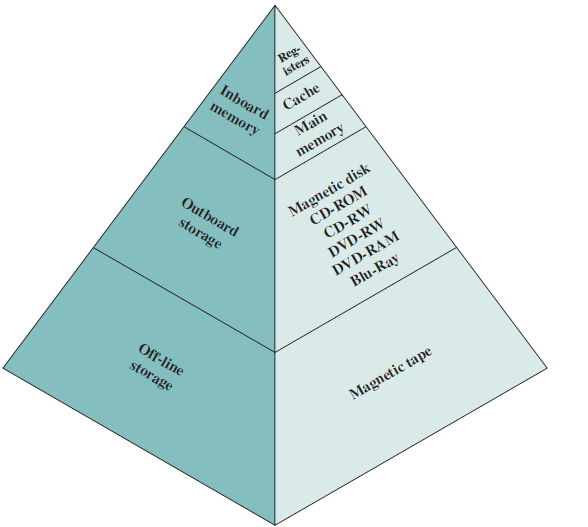 Inboard
memory
Outboard
storage
Off-line
storage
Reg-
isters
Cache
Main
memory
Magnetic disk
CD-ROM
CD-RW
DVD-RW
DVD-RAM
Blu-Ray
Magnetic tape